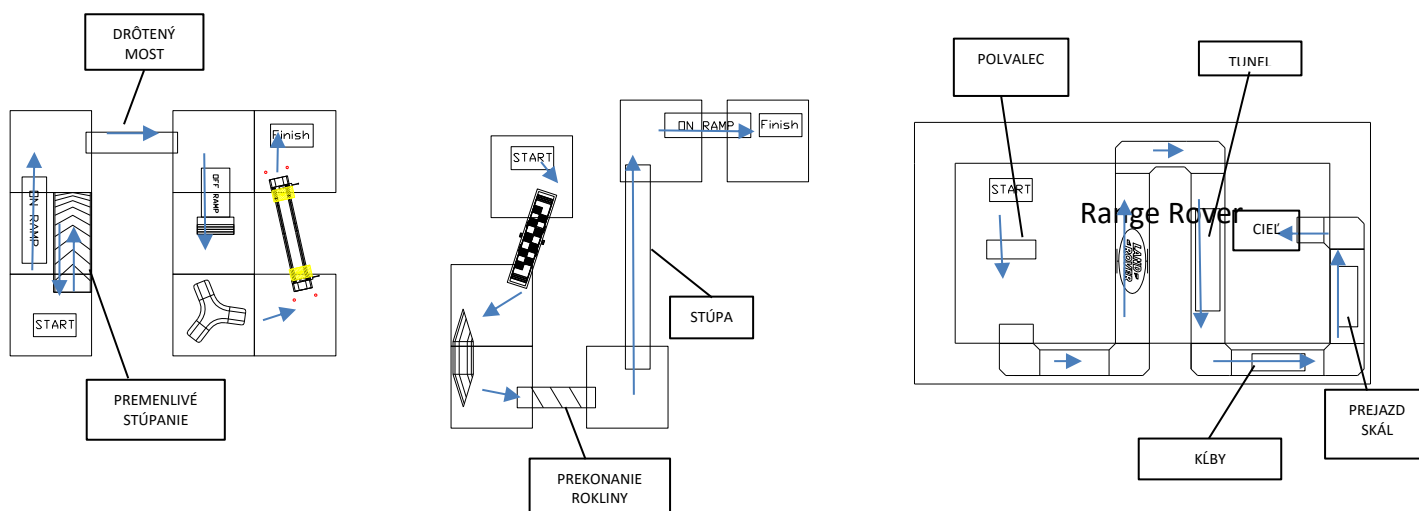 DRÔTENÝ
MOST
Finish
ON RAMP
OFF RAMP
START
PREMENLIVÉ
STÚPANIE
ON RAMP
Finish
START
STÚPA
PREKONANIE
ROKLINY
POLVALEC
TUNEL
START
Range Rover
CIEĽ
LAND
ROVER
PREJAZD
SKÁL
KĹBY